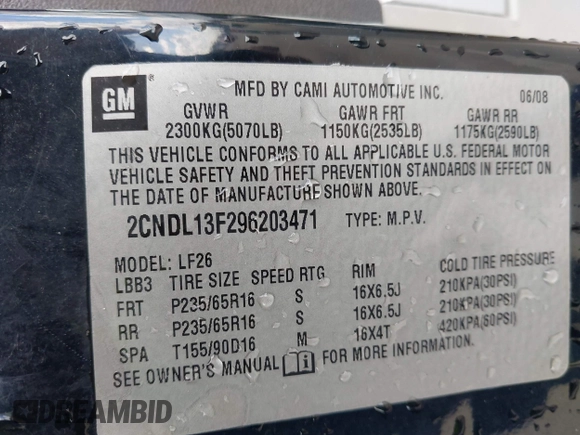 GM
®
MFD BY CAMI AUTOMOTIVE INC. 06/08
GVWR GAWR FRT GAWR RR
2300KG(5070LB) 1150KG(2535LB) 1175KG(2590LB)
THIS VEHICLE CONFORMS TO ALL APPLICABLE U.S. FEDERAL MOTOR
VEHICLE SAFETY AND THEFT PREVENTION STANDARDS IN EFFECT ON
THE DATE OF MANUFACTURE SHOWN ABOVE.
2CNDL13F296203471 TYPE: M.P.V.
MODEL: LF26
LBB3 TIRE SIZE SPEED RTG RIM COLD TIRE PRESSURE
FRT P235/65R16 S 16X6.5J 210KPA(30PSI)
RR P235/65R16 S 16X6.5J 210KPA(30PSI)
SPA T155/90D16 M 16X4T 420KPA(60PSI)
SEE OWNER'S MANUAL i FOR MORE INFORMATION.
DREAMBID